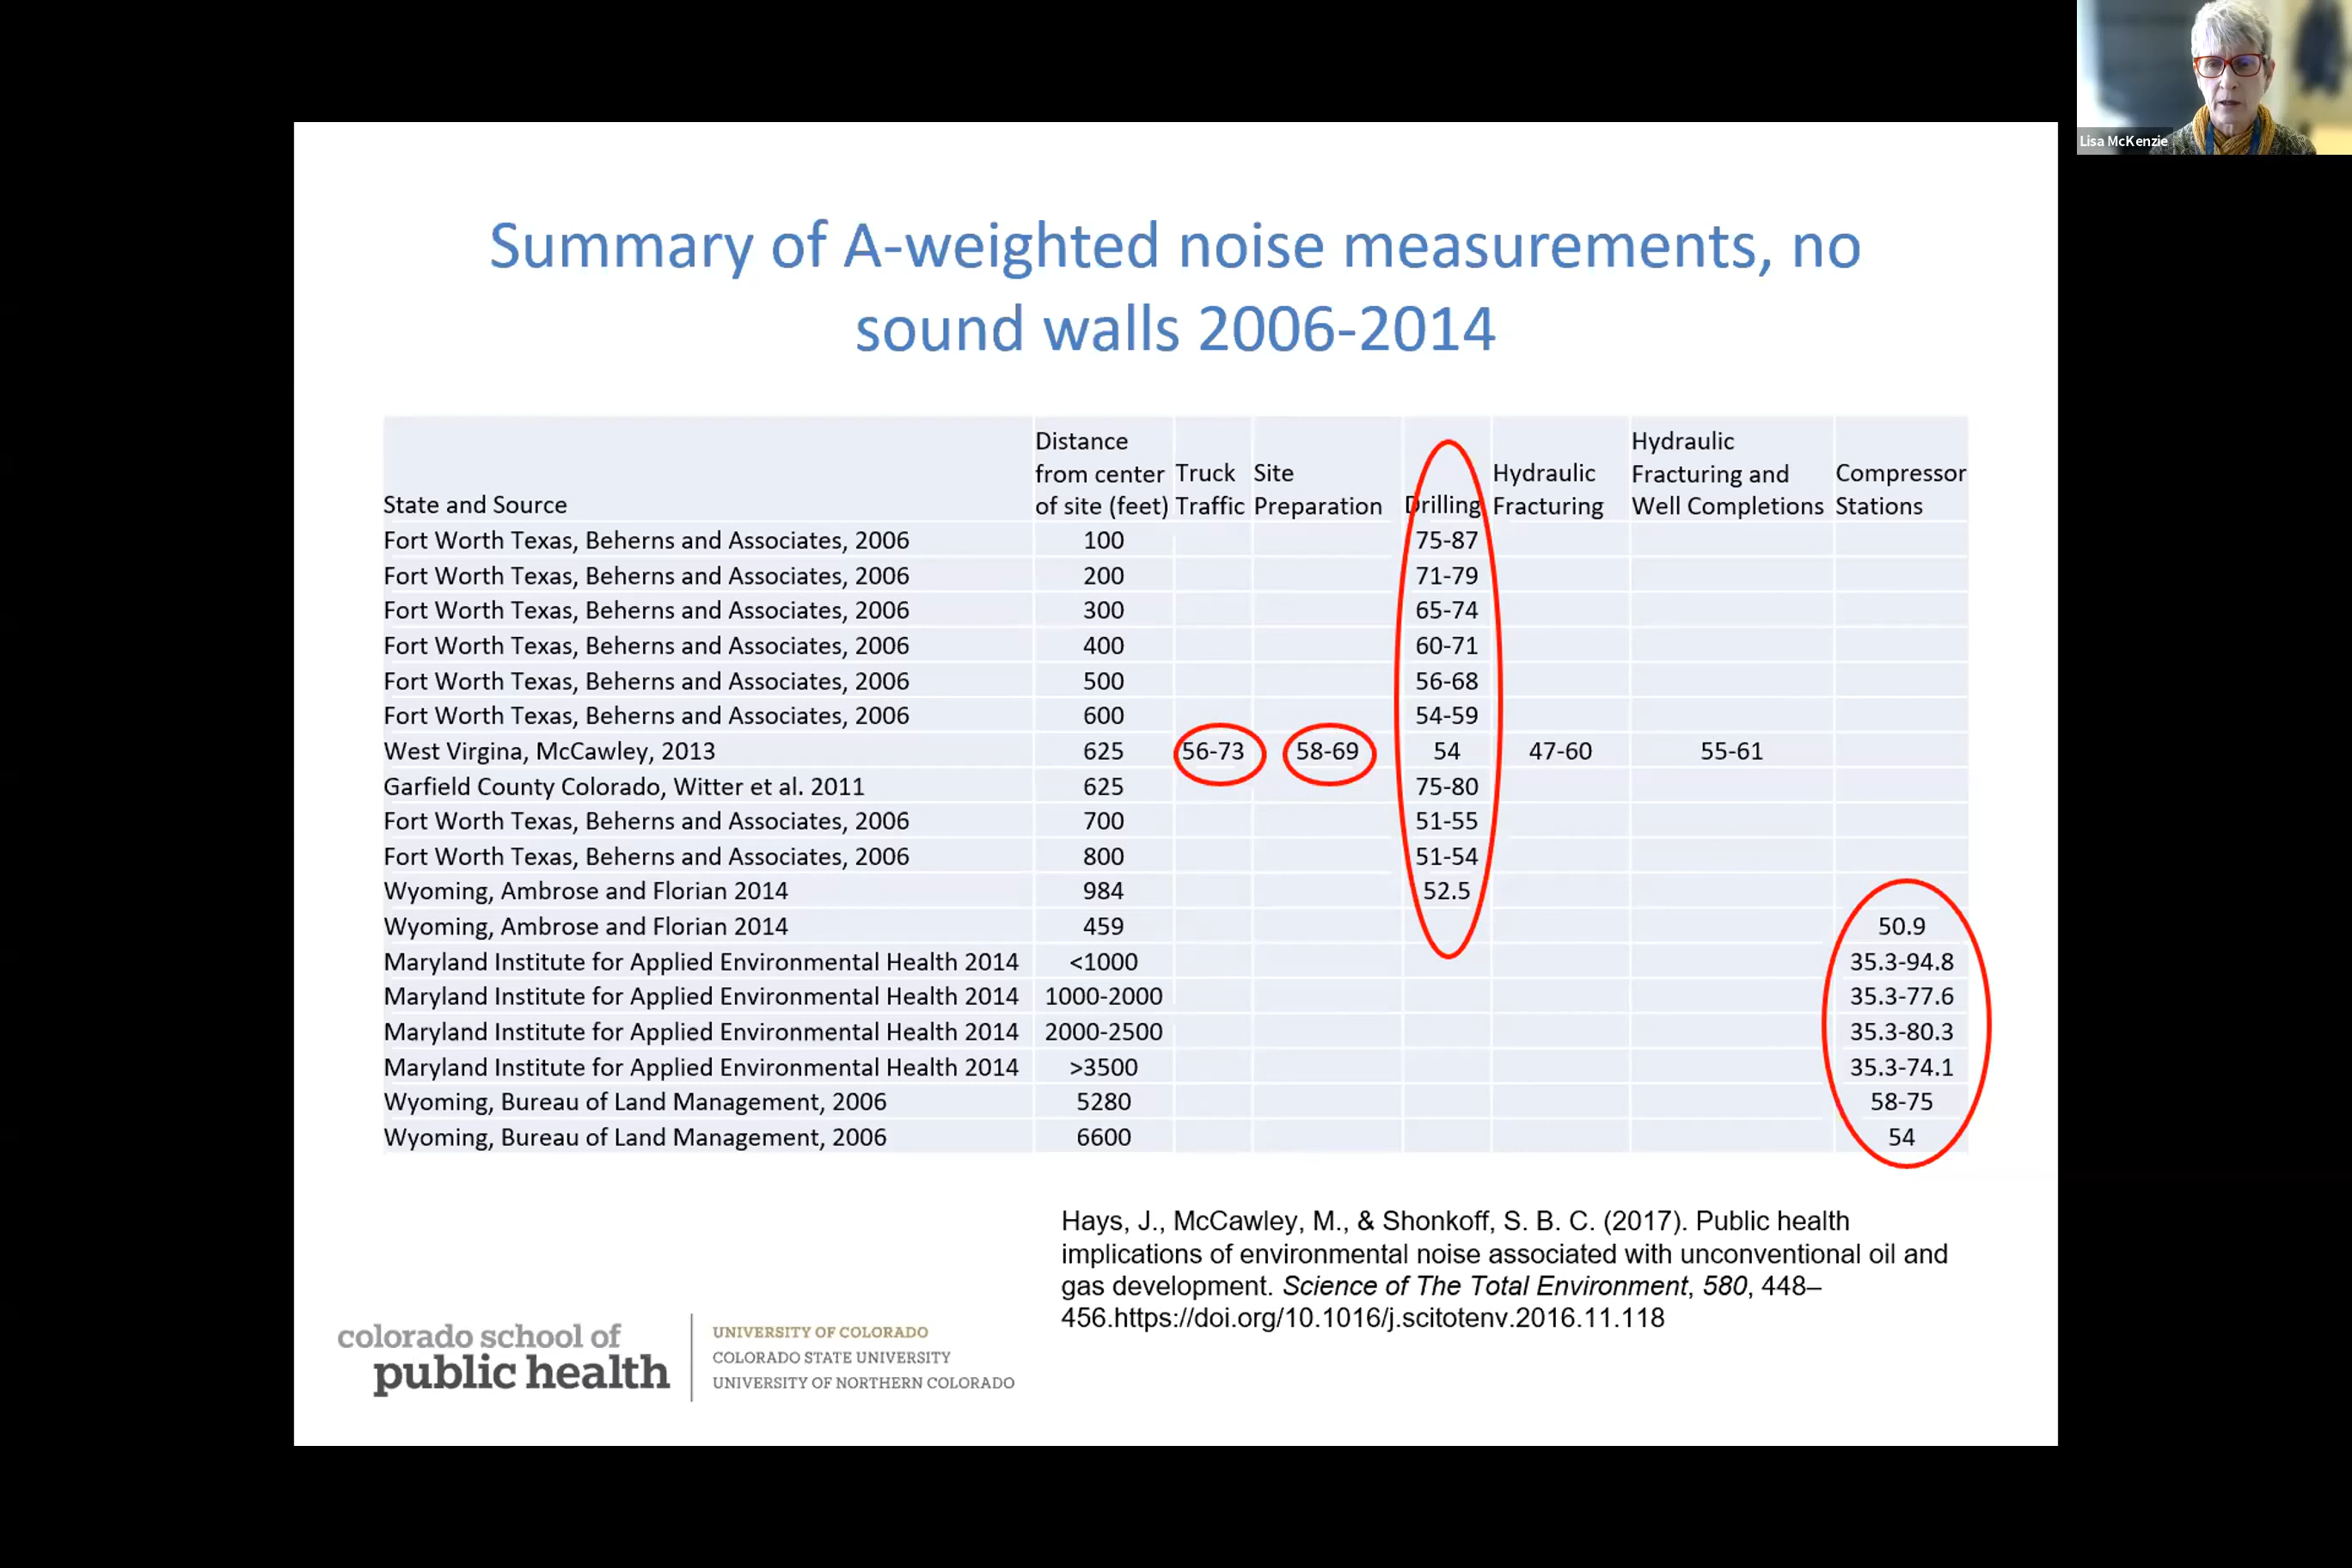 Lisa McKenzie
Summary of A-weighted noise measurements, no
sound walls 2006-2014
State and Source
Distance
from center
of site (feet)
Truck
Traffic
Site
Preparation
Drilling
Hydraulic
Fracturing
Hydraulic
Fracturing and
Well Completions
Compressor
Stations
Fort Worth Texas, Beherns and Associates, 2006 100 75-87
Fort Worth Texas, Beherns and Associates, 2006 200 71-79
Fort Worth Texas, Beherns and Associates, 2006 300 65-74
Fort Worth Texas, Beherns and Associates, 2006 400 60-71
Fort Worth Texas, Beherns and Associates, 2006 500 56-68
Fort Worth Texas, Beherns and Associates, 2006 600 54-59
West Virgina, McCawley, 2013 625 56-73 58-69 54 47-60 55-61
Garfield County Colorado, Witter et al. 2011 625 75-80
Fort Worth Texas, Beherns and Associates, 2006 700 51-55
Fort Worth Texas, Beherns and Associates, 2006 800 51-54
Wyoming, Ambrose and Florian 2014 984 52.5
Wyoming, Ambrose and Florian 2014 459 50.9
Maryland Institute for Applied Environmental Health 2014 <1000 35.3-94.8
Maryland Institute for Applied Environmental Health 2014 1000-2000 35.3-77.6
Maryland Institute for Applied Environmental Health 2014 2000-2500 35.3-80.3
Maryland Institute for Applied Environmental Health 2014 >3500 35.3-74.1
Wyoming, Bureau of Land Management, 2006 5280 58-75
Wyoming, Bureau of Land Management, 2006 6600 54
Hays, J., McCawley, M., & Shonkoff, S. B. C. (2017). Public health
implications of environmental noise associated with unconventional oil and
gas development. Science of The Total Environment, 580, 448–
456.https://doi.org/10.1016/j.scitotenv.2016.11.118
colorado school of
public health
UNIVERSITY OF COLORADO
COLORADO STATE UNIVERSITY
UNIVERSITY OF NORTHERN COLORADO